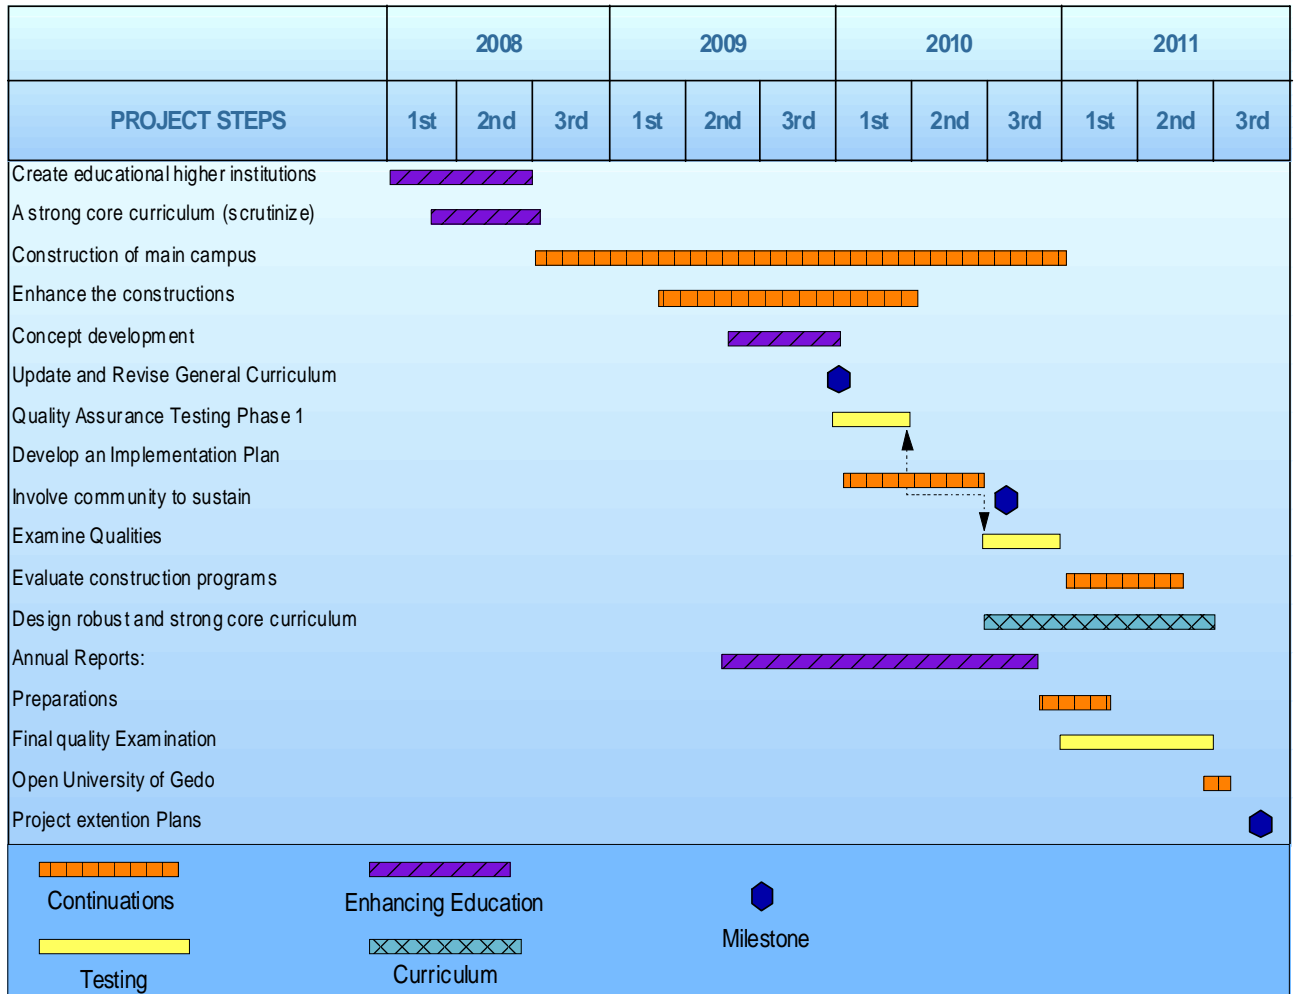 2008 2009 2010 2011
PROJECT STEPS 1st 2nd 3rd 1st 2nd 3rd 1st 2nd 3rd 1st 2nd 3rd
Create educational higher institutions
A strong core curriculum (scrutinize)
Construction of main campus
Enhance the constructions
Concept development
Update and Revise General Curriculum
Quality Assurance Testing Phase 1
Develop an Implementation Plan
Involve community to sustain
Examine Qualities
Evaluate construction programs
Design robust and strong core curriculum
Annual Reports:
Preparations
Final quality Examination
Open University of Gedo
Project extention Plans
Continuations
Enhancing Education
Milestone
Testing
Curriculum